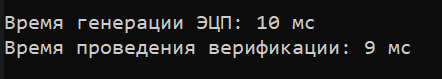 Время генерации ЭЦП: 10 мс
Время проведения верификации: 9 мс